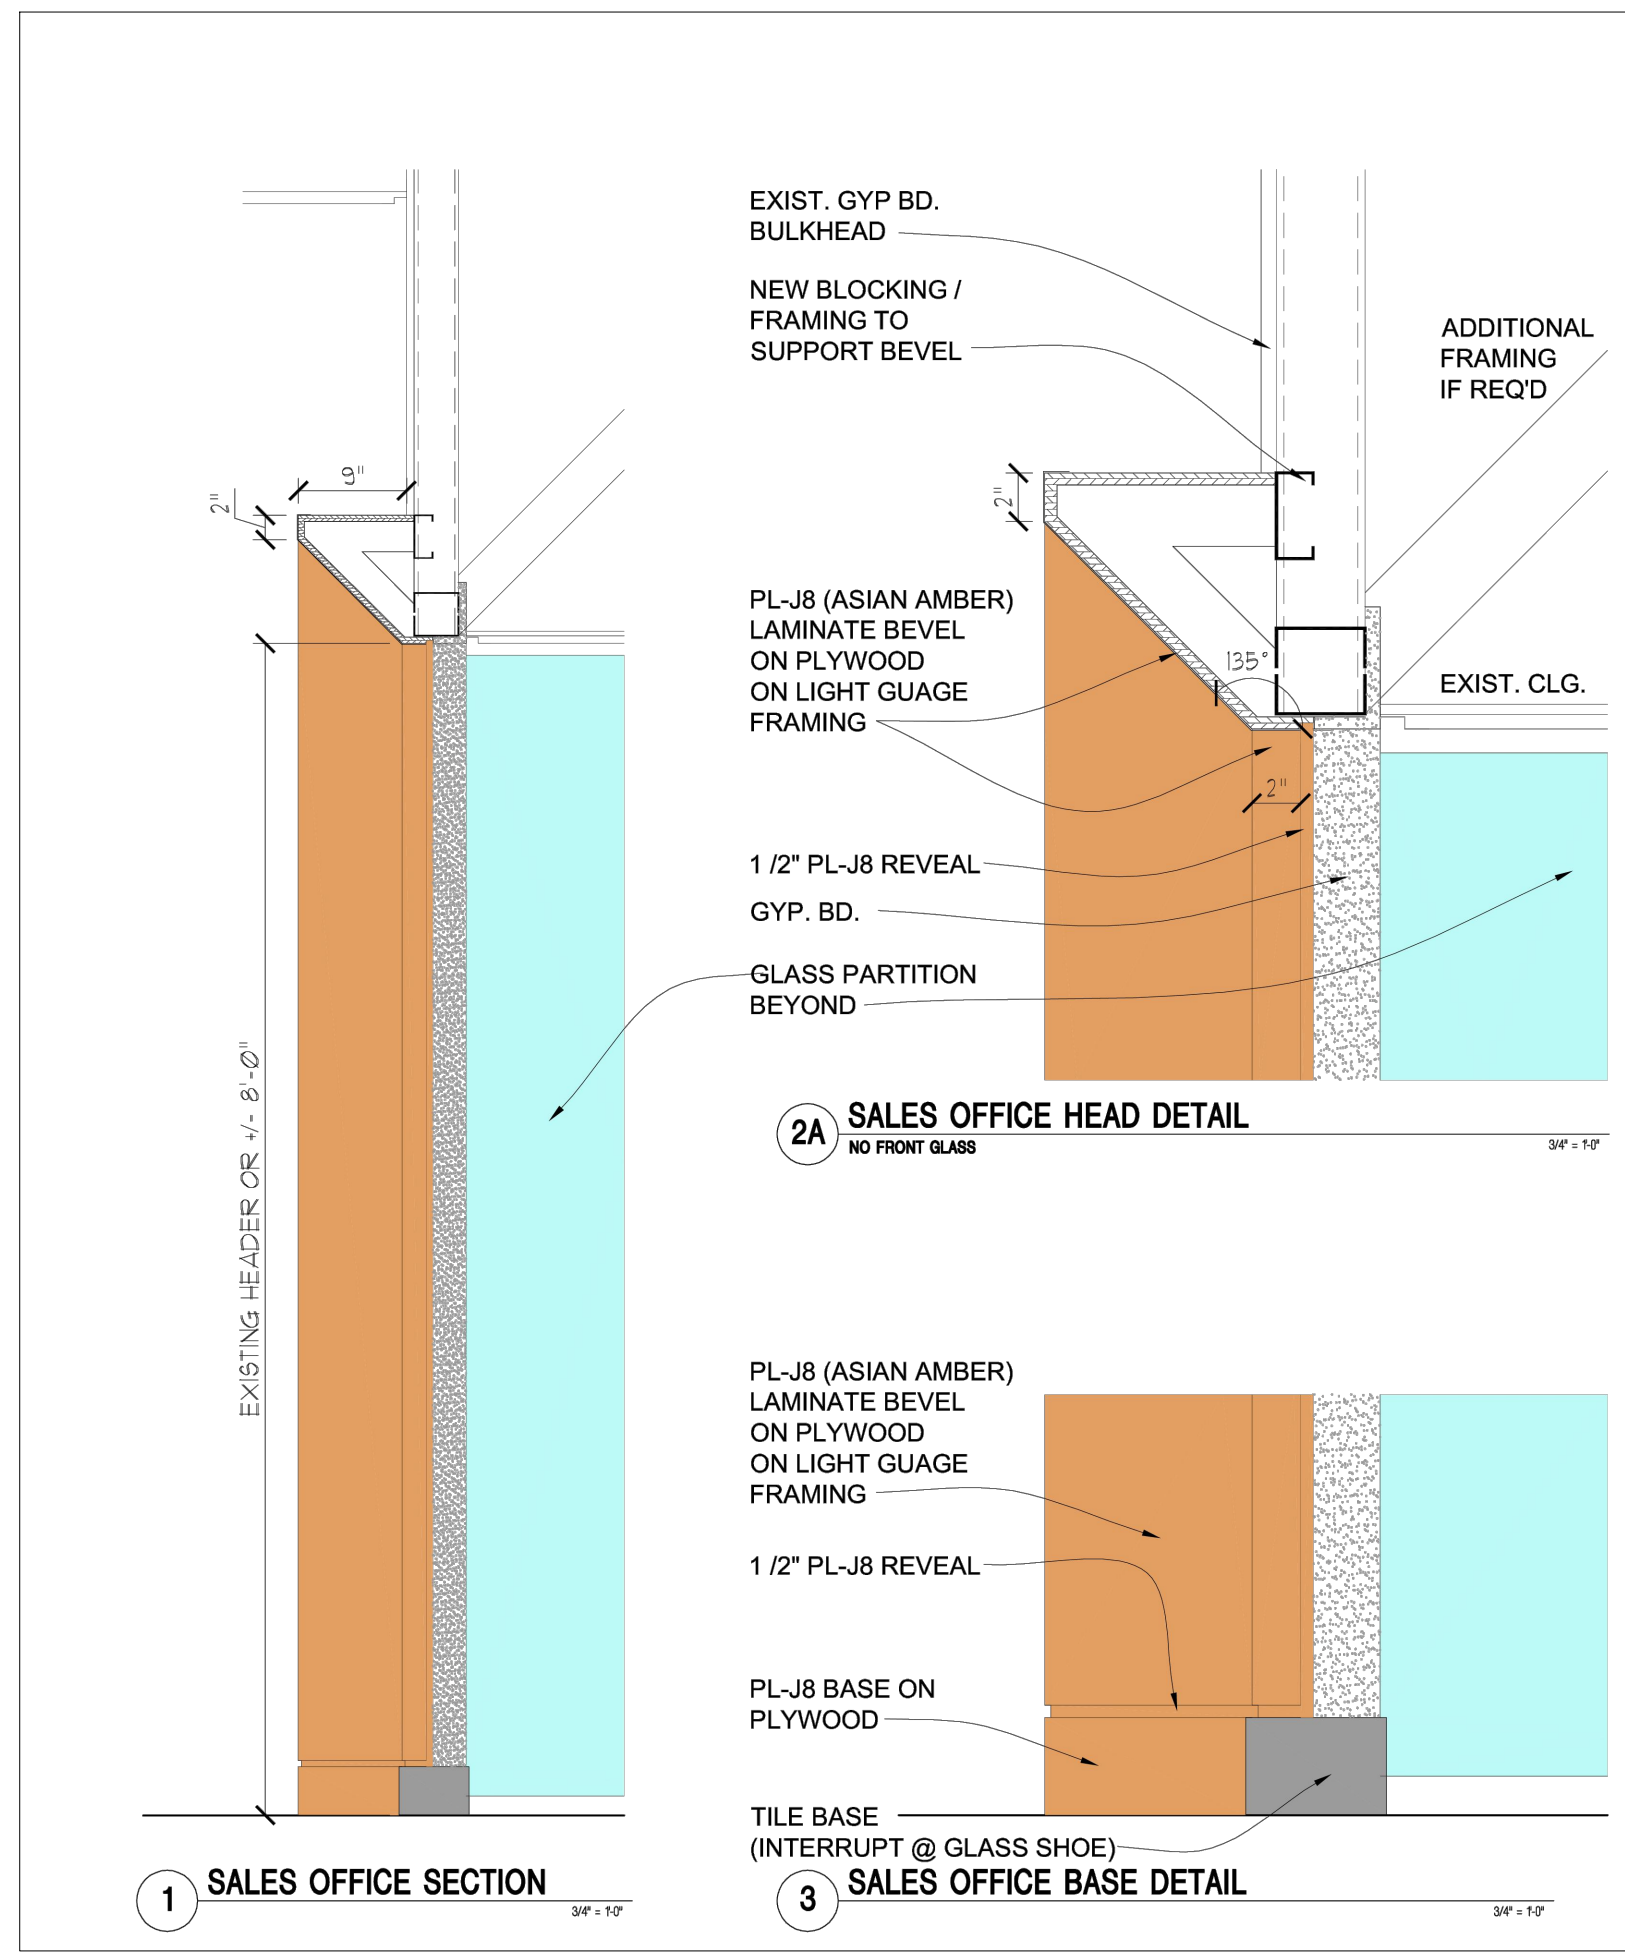 9"
2"
EXISTING HEADER OR +/- 8'-0"
1
SALES OFFICE SECTION
3/4" = 1'-0"
EXIST. GYP BD.
BULKHEAD
NEW BLOCKING /
FRAMING TO
SUPPORT BEVEL
ADDITIONAL
FRAMING
IF REQ'D
2"
PL-J8 (ASIAN AMBER)
LAMINATE BEVEL
ON PLYWOOD
ON LIGHT GUAGE
FRAMING
135°
EXIST. CLG.
2"
1 /2" PL-J8 REVEAL
GYP. BD.
GLASS PARTITION
BEYOND
2A
SALES OFFICE HEAD DETAIL
NO FRONT GLASS
3/4" = 1'-0"
PL-J8 (ASIAN AMBER)
LAMINATE BEVEL
ON PLYWOOD
ON LIGHT GUAGE
FRAMING
1 /2" PL-J8 REVEAL
PL-J8 BASE ON
PLYWOOD
TILE BASE
(INTERRUPT @ GLASS SHOE)
3
SALES OFFICE BASE DETAIL
3/4" = 1'-0"